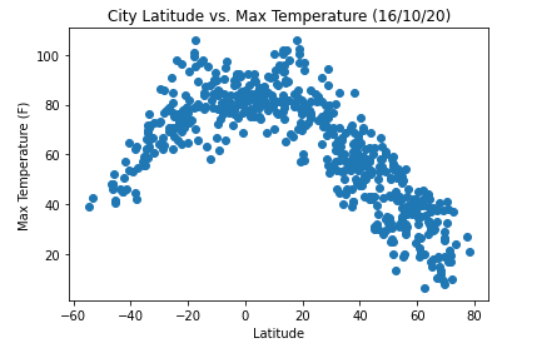 City Latitude vs. Max Temperature (16/10/20)
100
80
60
40
20
Max Temperature (F)
−60 −40 −20 0 20 40 60 80
Latitude